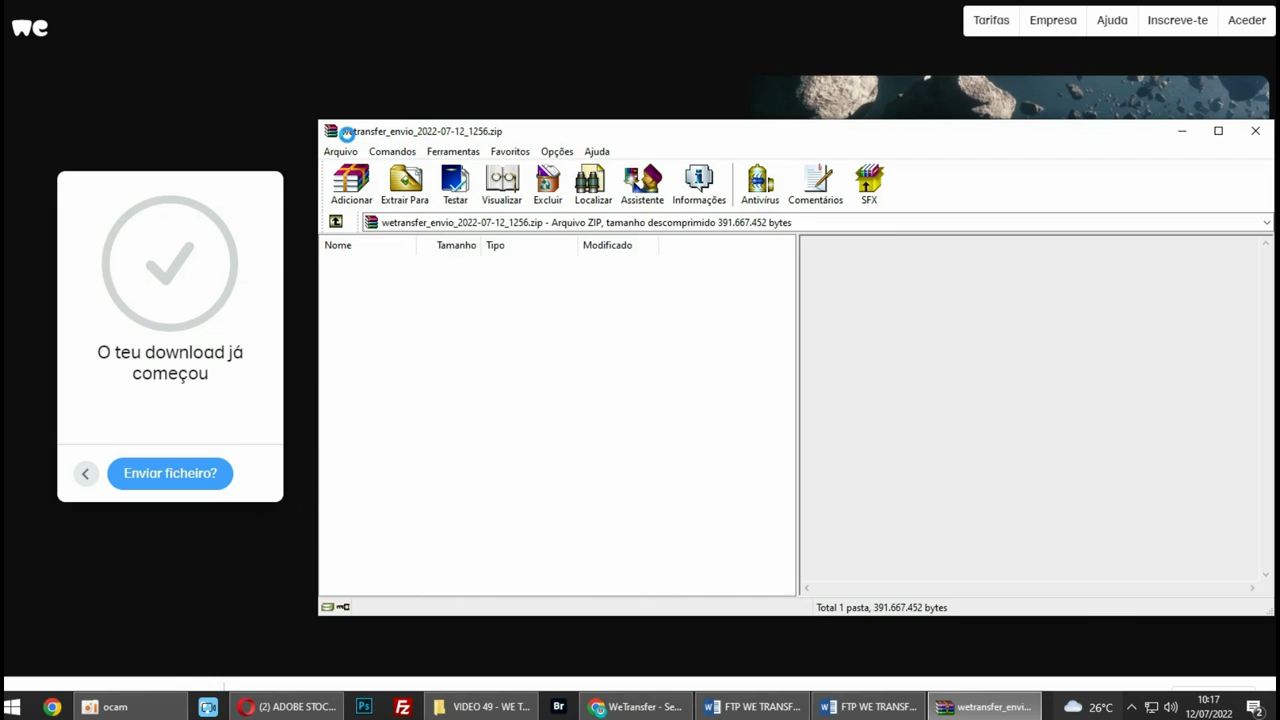 we
Tarifas Empresa Ajuda Inscreve-te Aceder
wetransfer_envio_2022-07-12_1256.zip
Arquivo Comandos Ferramentas Favoritos Opções Ajuda
Adicionar Extrair Para Testar Visualizar Excluir Localizar Assistente Informações Antivírus Comentários SFX
wetransfer_envio_2022-07-12_1256.zip - Arquivo ZIP, tamanho descomprimido 391.667.452 bytes
Nome Tamanho Tipo Modificado
O teu download já
começou
Enviar ficheiro?
Total 1 pasta, 391.667.452 bytes
ocam (2) ADOBE STOC... Ps Fz VIDEO 49 - WE T... Br WeTransfer - Se... FTP WE TRANSF... FTP WE TRANSF... wetransfer_envi... 26°C 10:17
12/07/2022 2